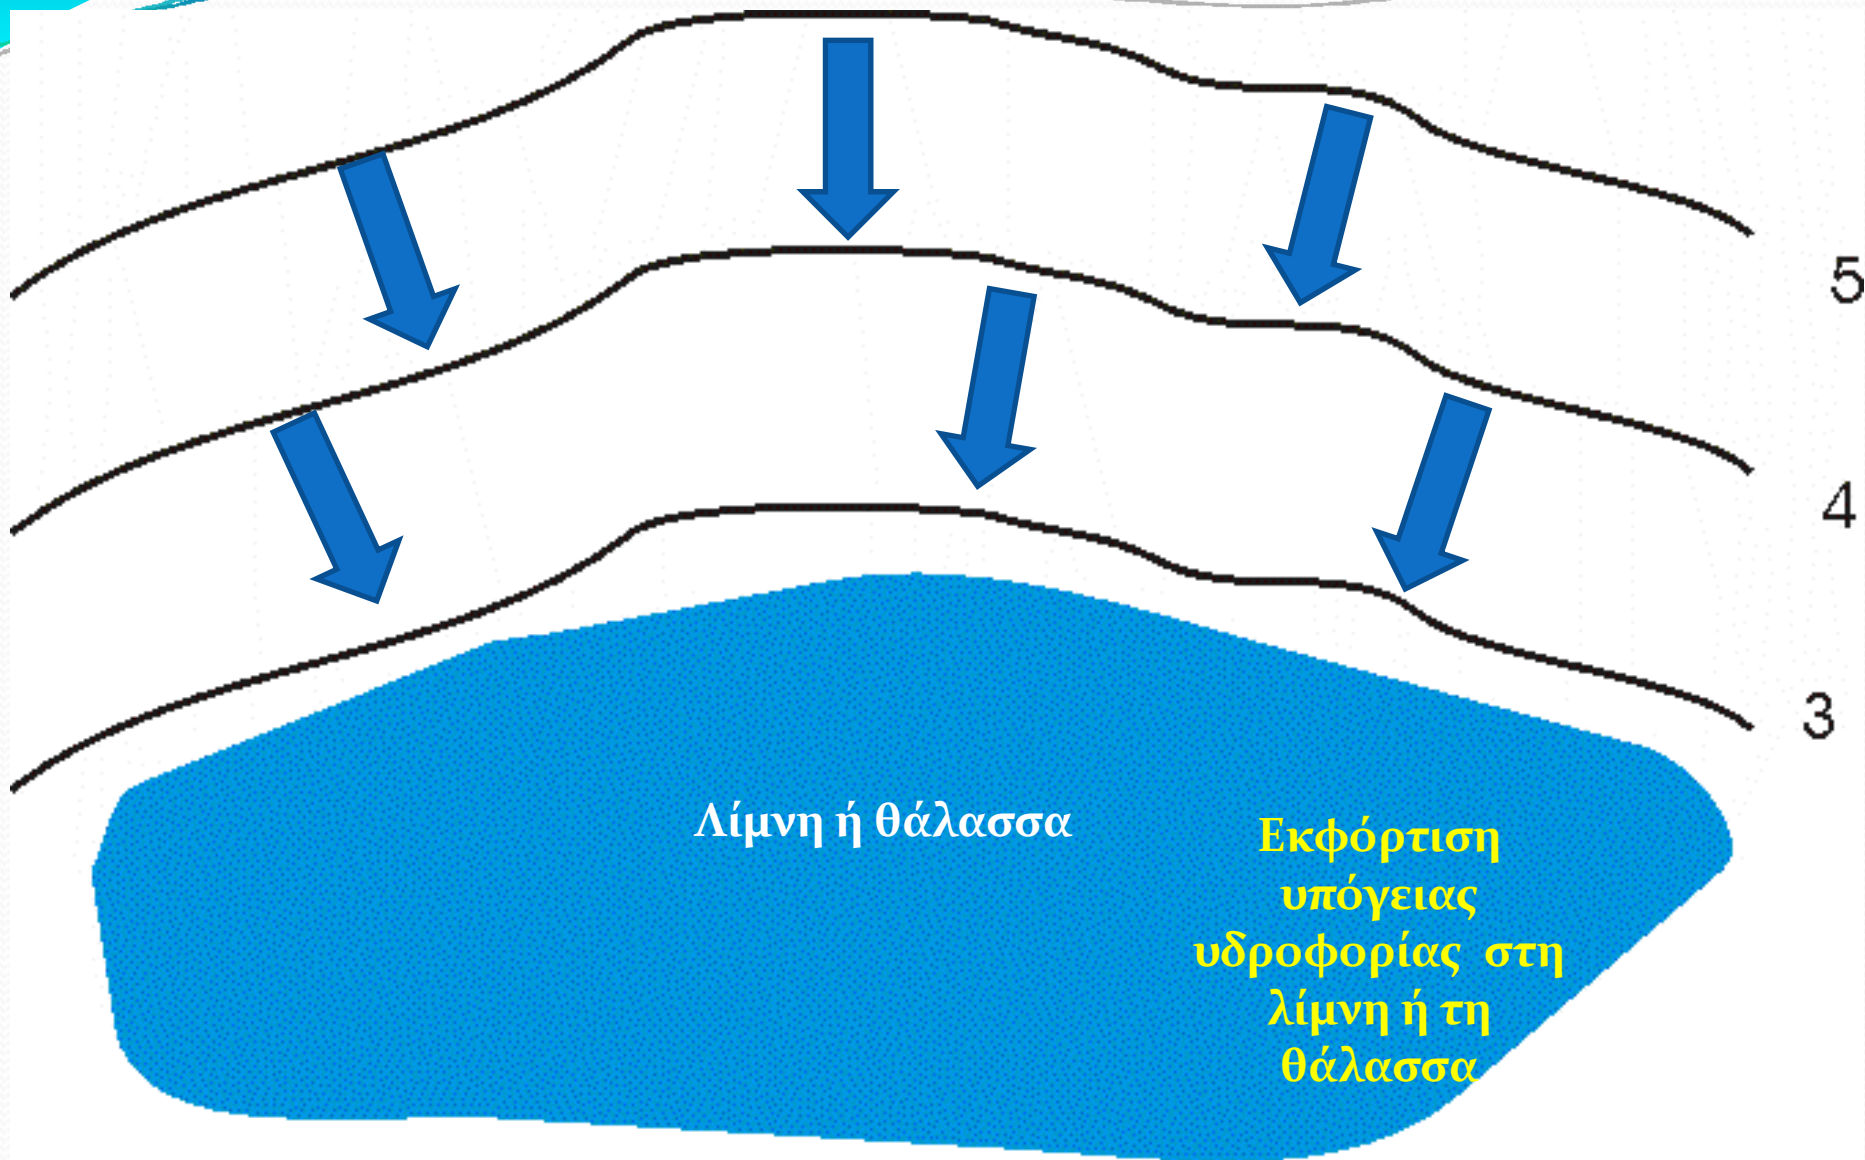 5
4
3
Λίμνη ή θάλασσα
Εκφόρτιση
υπόγειας
υδροφορίας στη
λίμνη ή τη
θάλασσα